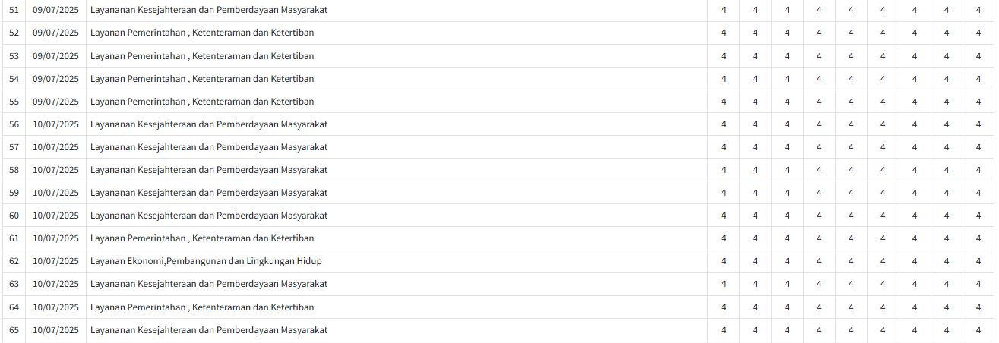 51 09/07/2025 Layananan Kesejahteraan dan Pemberdayaan Masyarakat 4 4 4 4 4 4 4 4 4
52 09/07/2025 Layanan Pemerintahan , Ketenteraman dan Ketertiban 4 4 4 4 4 4 4 4 4
53 09/07/2025 Layanan Pemerintahan , Ketenteraman dan Ketertiban 4 4 4 4 4 4 4 4 4
54 09/07/2025 Layanan Pemerintahan , Ketenteraman dan Ketertiban 4 4 4 4 4 4 4 4 4
55 09/07/2025 Layanan Pemerintahan , Ketenteraman dan Ketertiban 4 4 4 4 4 4 4 4 4
56 10/07/2025 Layananan Kesejahteraan dan Pemberdayaan Masyarakat 4 4 4 4 4 4 4 4 4
57 10/07/2025 Layananan Kesejahteraan dan Pemberdayaan Masyarakat 4 4 4 4 4 4 4 4 4
58 10/07/2025 Layananan Kesejahteraan dan Pemberdayaan Masyarakat 4 4 4 4 4 4 4 4 4
59 10/07/2025 Layananan Kesejahteraan dan Pemberdayaan Masyarakat 4 4 4 4 4 4 4 4 4
60 10/07/2025 Layananan Kesejahteraan dan Pemberdayaan Masyarakat 4 4 4 4 4 4 4 4 4
61 10/07/2025 Layanan Pemerintahan , Ketenteraman dan Ketertiban 4 4 4 4 4 4 4 4 4
62 10/07/2025 Layanan Ekonomi,Pembangunan dan Lingkungan Hidup 4 4 4 4 4 4 4 4 4
63 10/07/2025 Layananan Kesejahteraan dan Pemberdayaan Masyarakat 4 4 4 4 4 4 4 4 4
64 10/07/2025 Layanan Pemerintahan , Ketenteraman dan Ketertiban 4 4 4 4 4 4 4 4 4
65 10/07/2025 Layananan Kesejahteraan dan Pemberdayaan Masyarakat 4 4 4 4 4 4 4 4 4